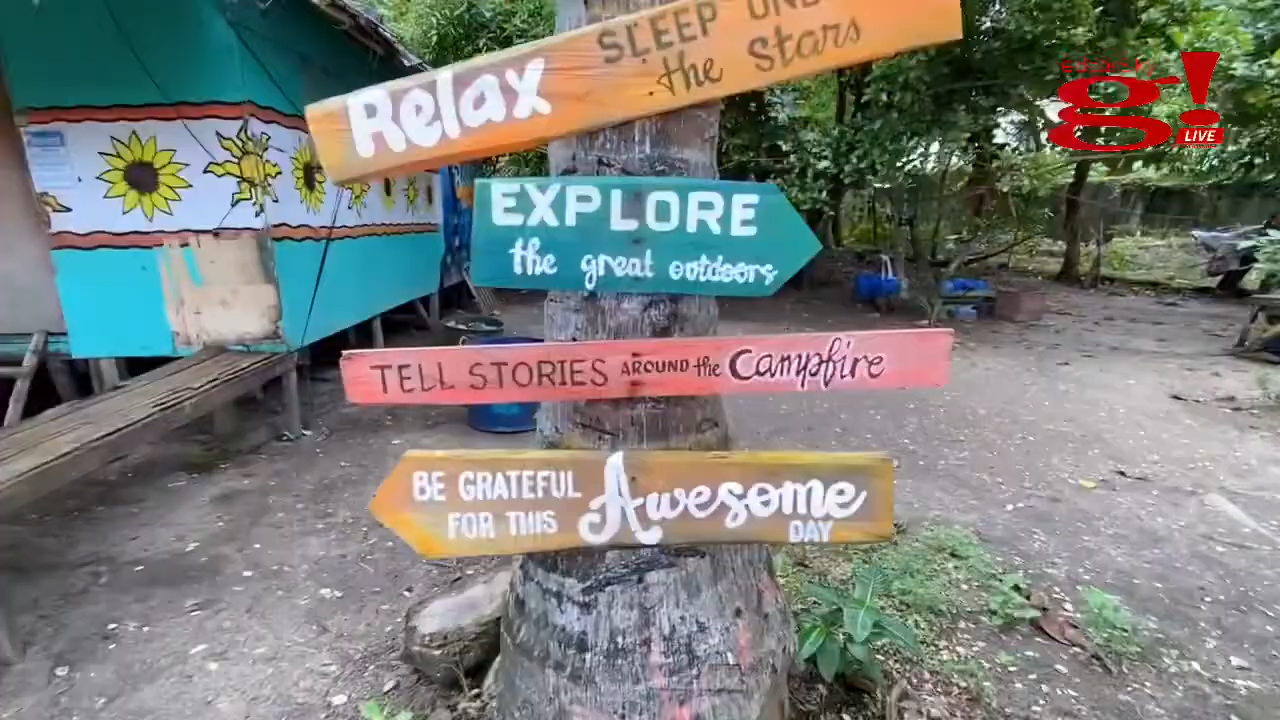 SLEEP UNDER
Relax
the Stars
EXPLORE
the great outdoors
TELL STORIES AROUND the Campfire
BE GRATEFUL
FOR THIS
Awesome
DAY
g!
LIVE